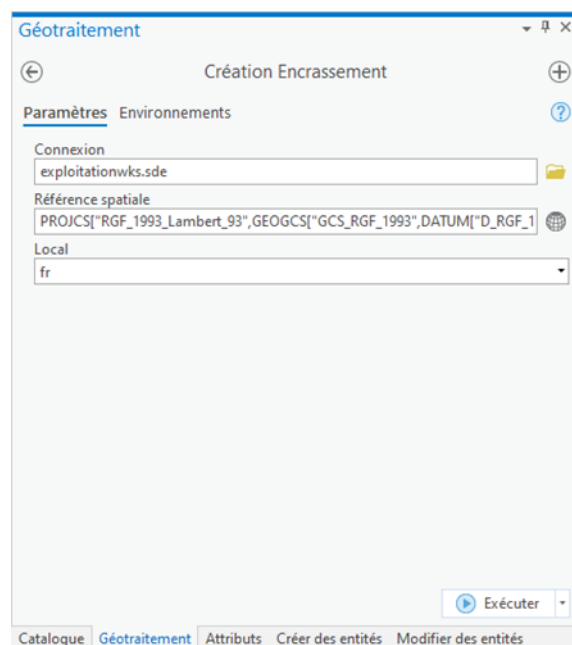 Géotraitement
Création Encrassement
Paramètres Environnements
Connexion
exploitationwks.sde
Référence spatiale
PROJCS["RGF_1993_Lambert_93",GEOGCS["GCS_RGF_1993",DATUM["D_RGF_1
Local
fr
Exécuter
Catalogue Géotraitement Attributs Créer des entités Modifier des entités